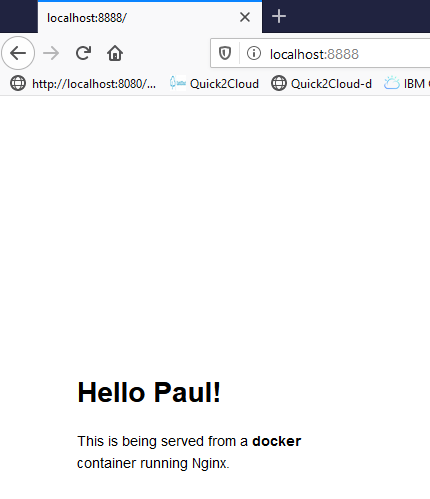 localhost:8888/
localhost:8888
http://localhost:8080/... Quick2Cloud Quick2Cloud-d IBM
Hello Paul!
This is being served from a docker
container running Nginx.